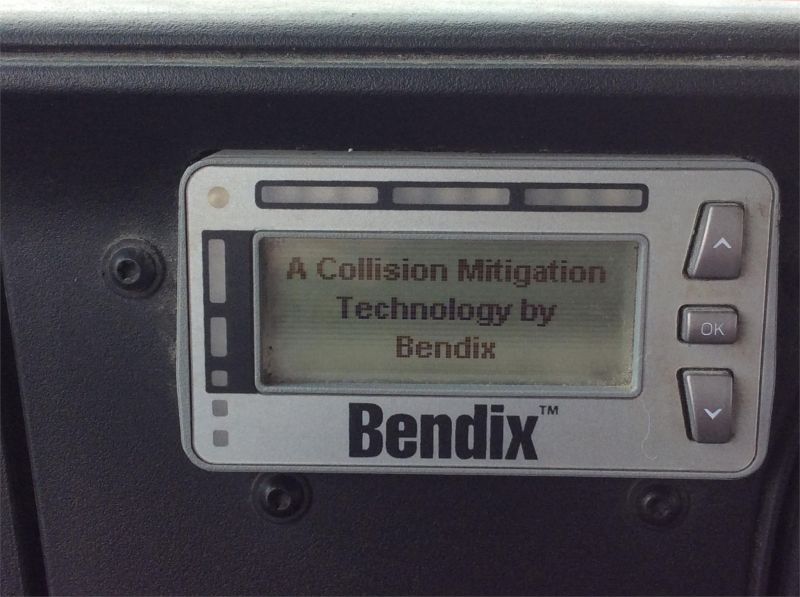 A Collision Mitigation
Technology by
Bendix
OK
Bendix™